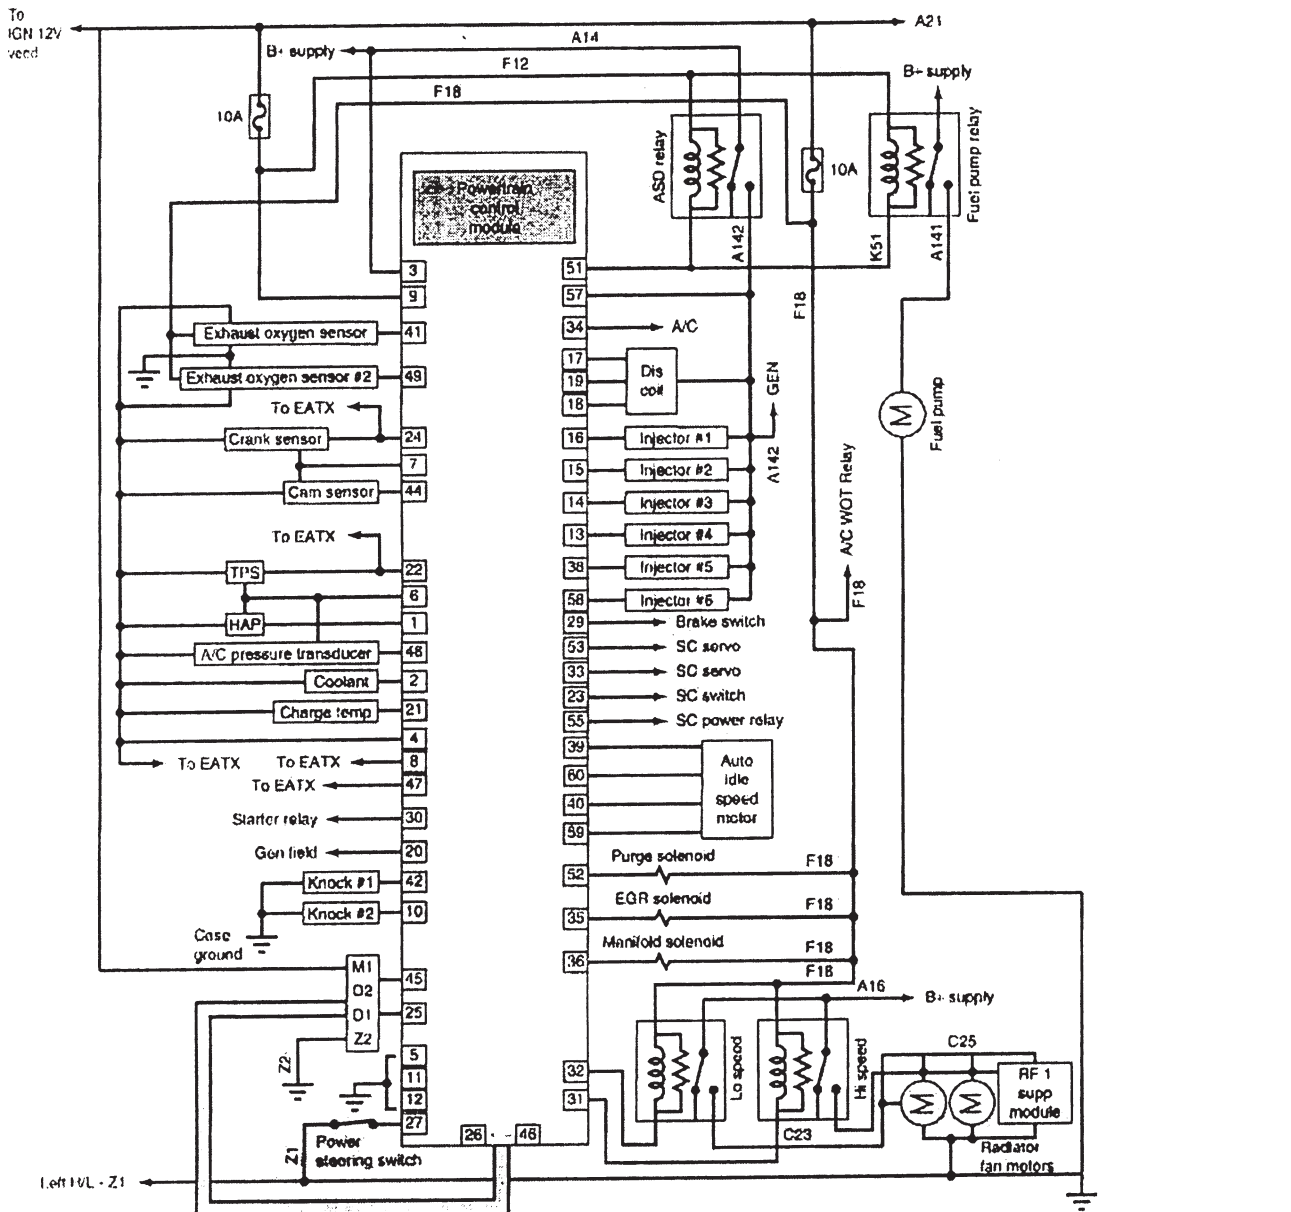 To
IGN 12V
A21
B+ supply
A14
F12
F18
B+ supply
10A
ASD relay
10A
Fuel pump relay
Powertrain
control
module
A142
K51
A141
3
51
9
57
F18
Exhaust oxygen sensor
41
34
A/C
17
Dis
coil
19
18
GEN
Exhaust oxygen sensor #2
49
To EATX
Crank sensor
24
16
Injector #1
A142
Fuel pump
M
7
15
Injector #2
Cam sensor
44
14
Injector #3
A/C WOT Relay
To EATX
13
Injector #4
TPS
22
38
Injector #5
F18
6
58
Injector #6
MAP
1
29
Brake switch
A/C pressure transducer
48
53
SC servo
Coolant
2
33
SC servo
Charge temp
21
23
SC switch
4
55
SC power relay
To EATX
To EATX
8
39
Auto
idle
speed
motor
To EATX
47
60
Starter relay
30
40
59
Gen field
20
Purge solenoid
F18
52
Knock #1
42
EGR solenoid
F18
35
Knock #2
10
Case
ground
Manifold solenoid
F18
36
F18
M1
D2
D1
Z2
45
25
A16
B+ supply
Z2
5
11
12
27
32
31
Lo speed
Hi speed
C25
RF 1
supp
module
M
M
C23
Power
steering switch
26
46
Radiator
fan motors
Z1
Left H/L - Z1